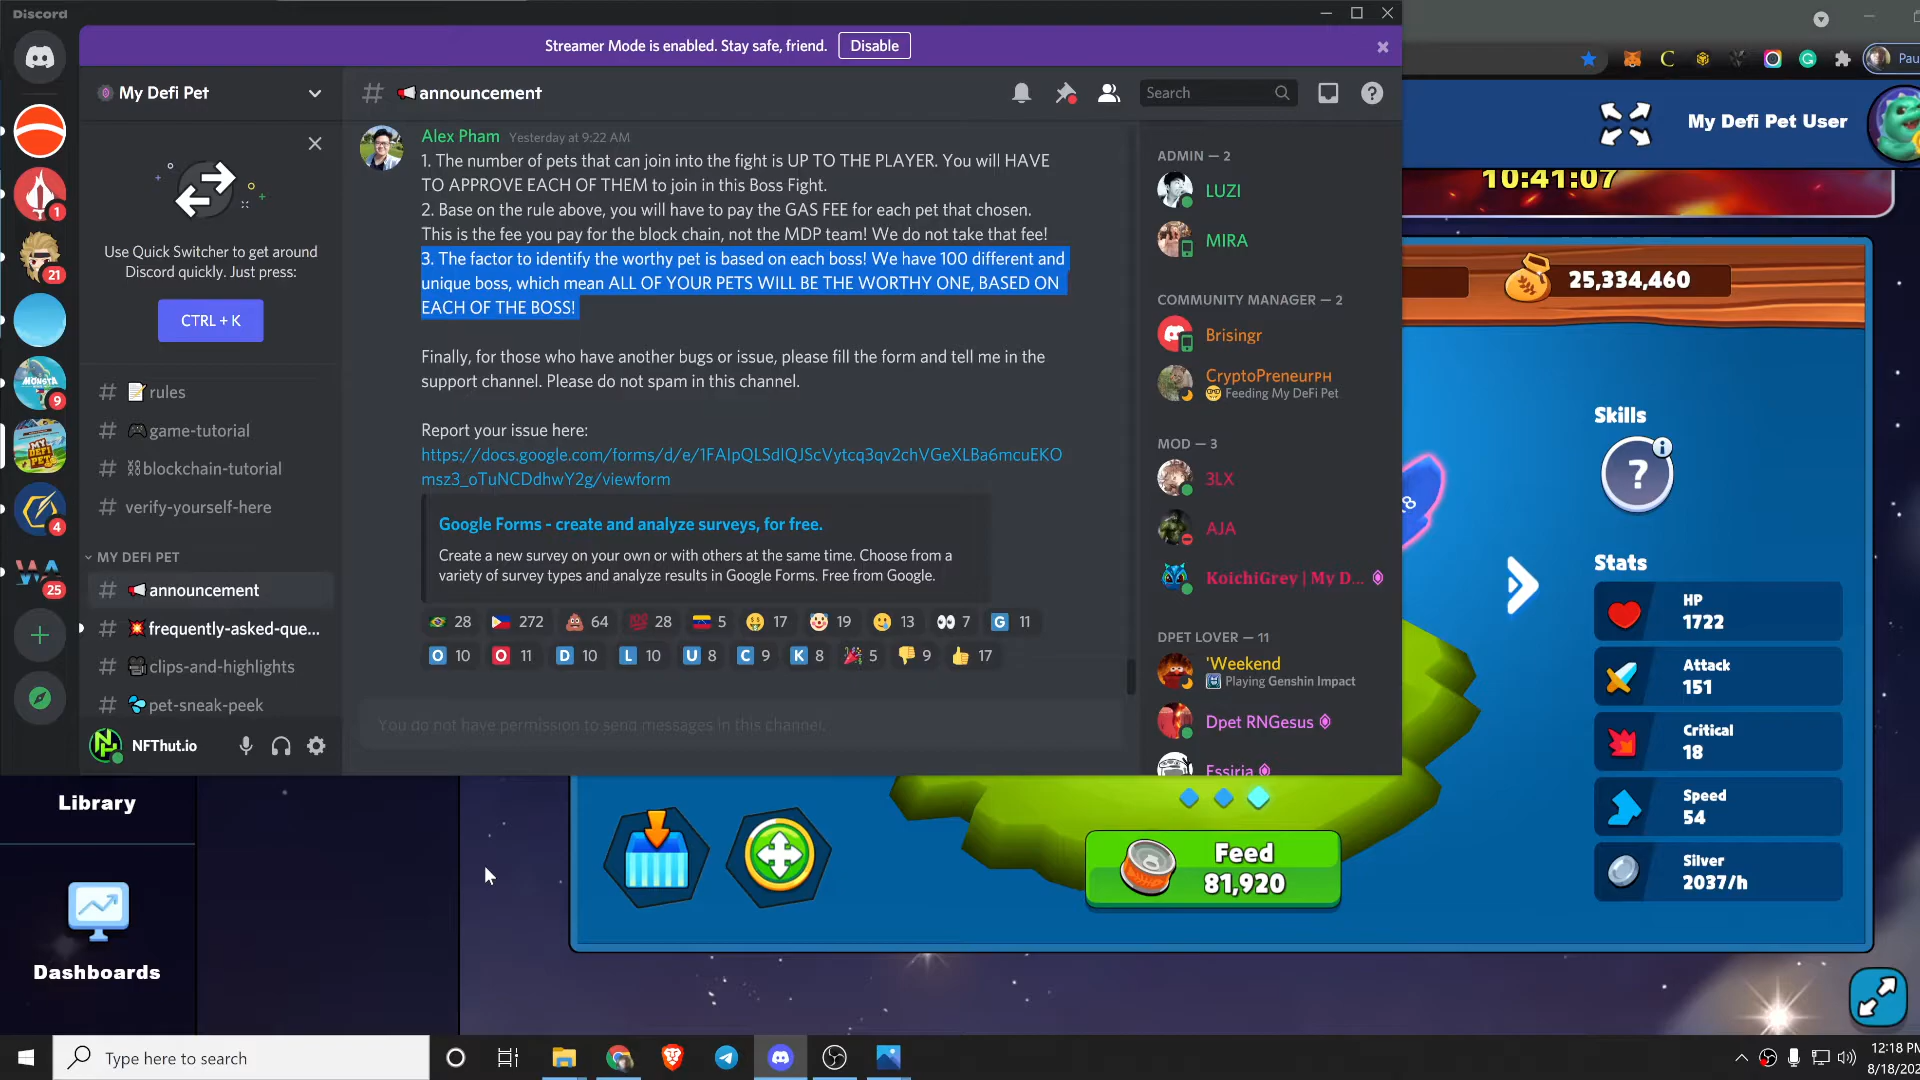 Discord
Streamer Mode is enabled. Stay safe, friend.
Disable
My Defi Pet
announcement
Search
Use Quick Switcher to get around
Discord quickly. Just press:
CTRL + K
rules
game-tutorial
blockchain-tutorial
verify-yourself-here
MY DEFI PET
announcement
frequently-asked-que...
clips-and-highlights
pet-sneak-peek
NFThut.io
1
21
9
4
25
Alex Pham Yesterday at 9:22 AM
1. The number of pets that can join into the fight is UP TO THE PLAYER. You will HAVE
TO APPROVE EACH OF THEM to join in this Boss Fight.
2. Base on the rule above, you will have to pay the GAS FEE for each pet that chosen.
This is the fee you pay for the block chain, not the MDP team! We do not take that fee!
3. The factor to identify the worthy pet is based on each boss! We have 100 different and
unique boss, which mean ALL OF YOUR PETS WILL BE THE WORTHY ONE, BASED ON
EACH OF THE BOSS!
Finally, for those who have another bugs or issue, please fill the form and tell me in the
support channel. Please do not spam in this channel.
Report your issue here:
https://docs.google.com/forms/d/e/1FAIpQLSdlQJScVytcq3qv2chVGeXLBa6mcuEKO
msz3_oTuNCDdhwY2g/viewform
Google Forms - create and analyze surveys, for free.
Create a new survey on your own or with others at the same time. Choose from a
variety of survey types and analyze results in Google Forms. Free from Google.
28 272 64 28 5 17 19 13 7 G 11
O 10 O 11 D 10 L 10 U 8 C 9 K 8 5 9 17
You do not have permission to send messages in this channel.
ADMIN — 2
LUZI
MIRA
COMMUNITY MANAGER — 2
Brisingr
CryptoPreneurPH
Feeding My DeFi Pet
MOD — 3
3LX
AJA
KoichiGrey | My D...
DPET LOVER — 11
'Weekend
Playing Genshin Impact
Dpet RNGesus
Essiria
Pau
My Defi Pet User
10:41:07
25,334,460
Skills
?
Stats
HP
1722
Attack
151
Critical
18
Speed
54
Silver
2037/h
8
Feed
81,920
Library
Dashboards
Type here to search
12:18 PM
8/18/202